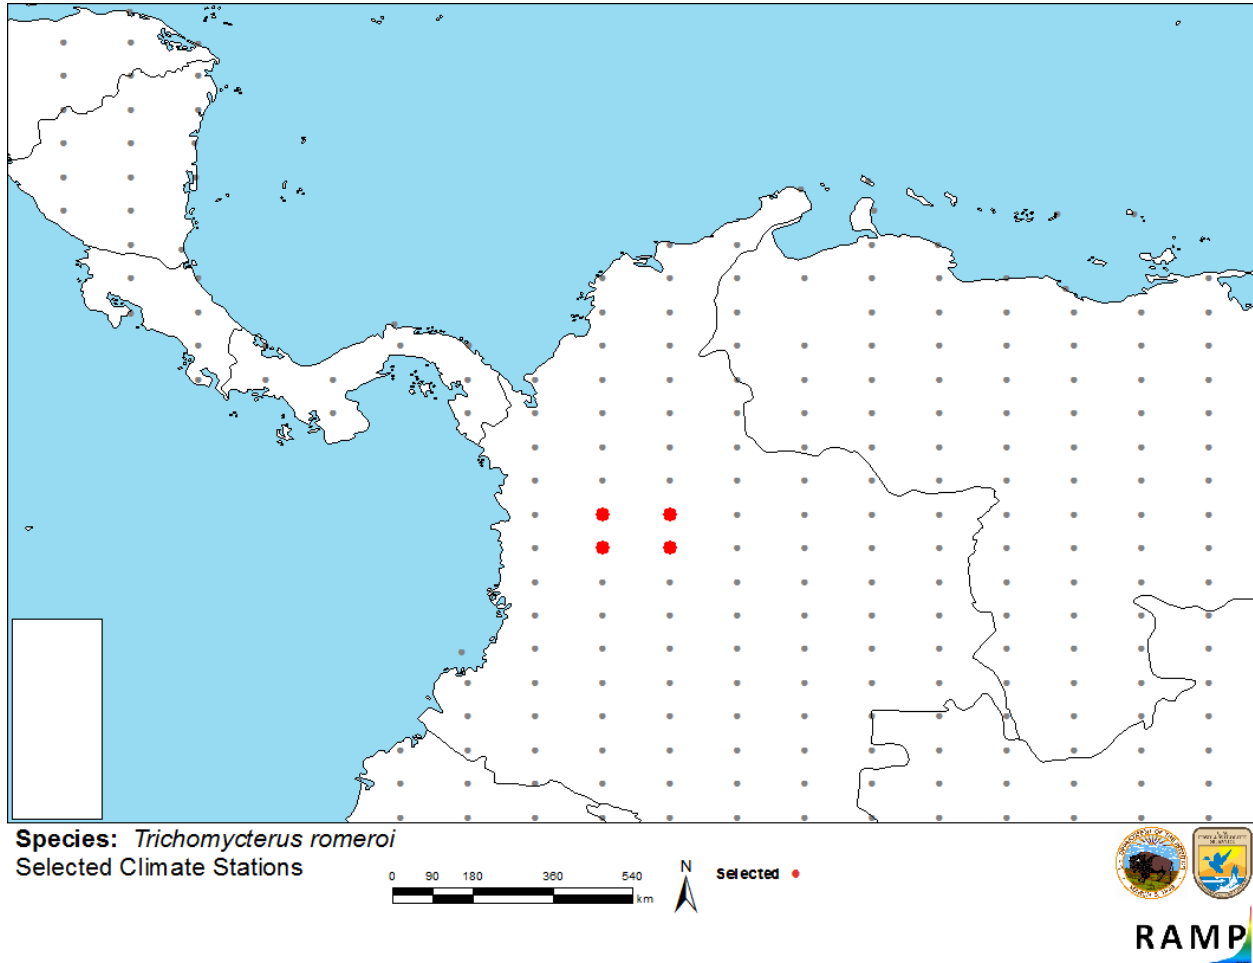 Species: Trichomycterus romeroi
Selected Climate Stations
0 90 180 360 540
km
N
Selected
RAMP